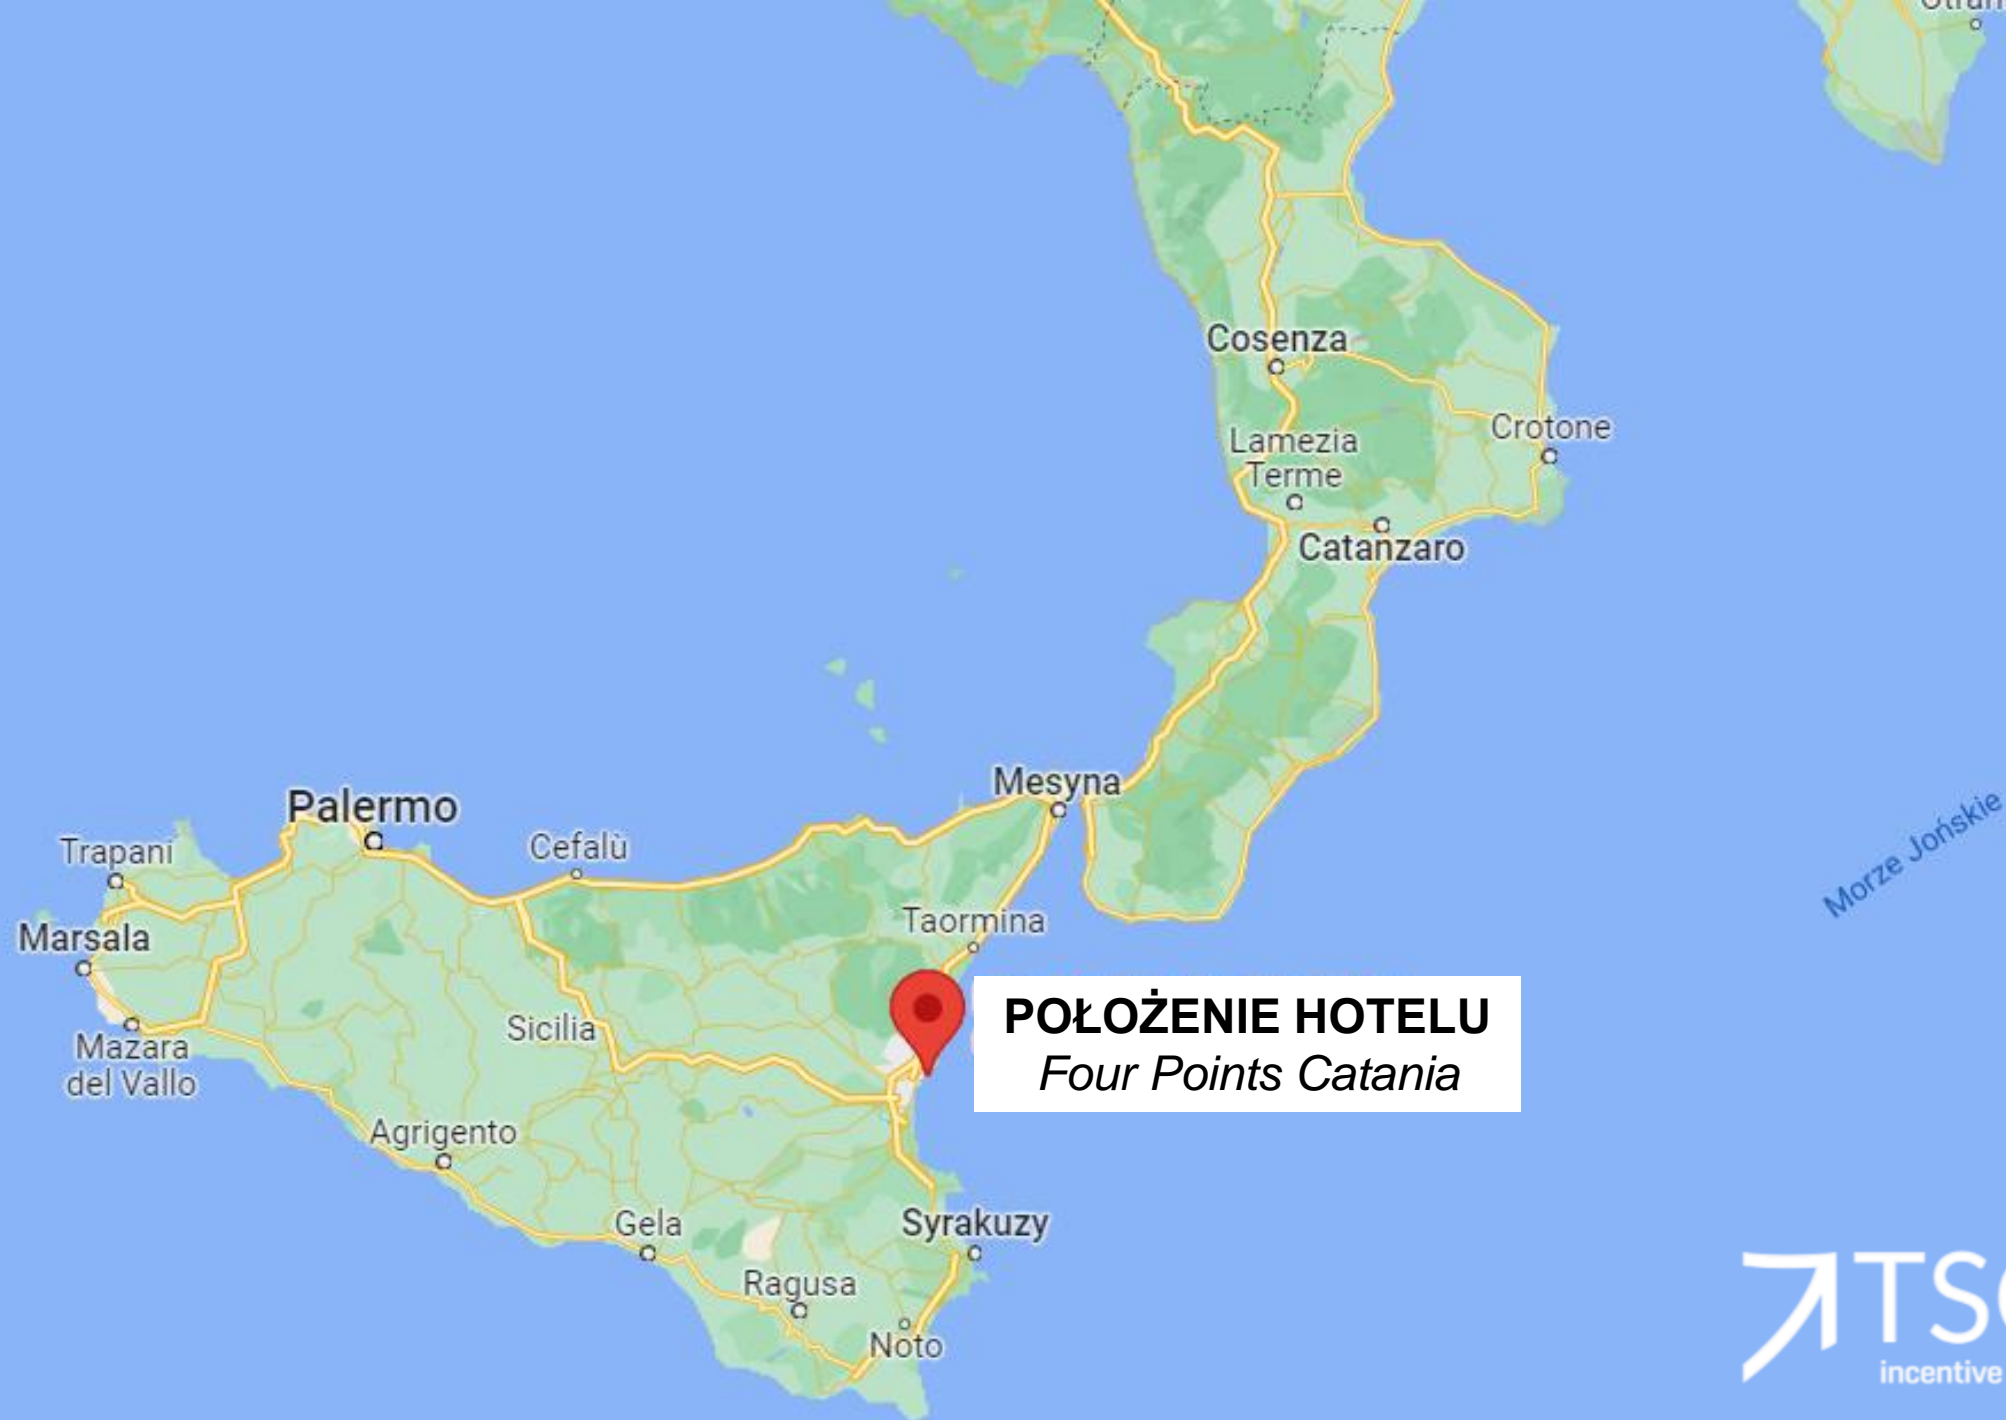 Cosenza
Crotone
Lamezia
Terme
Catanzaro
Mesyna
Palermo
Cefalù
Trapani
Morze Jońskie
Taormina
Marsala
POŁOŻENIE HOTELU
Four Points Catania
Sicilia
Mazara
del Vallo
Agrigento
Gela
Syrakuzy
Ragusa
Noto
incentive